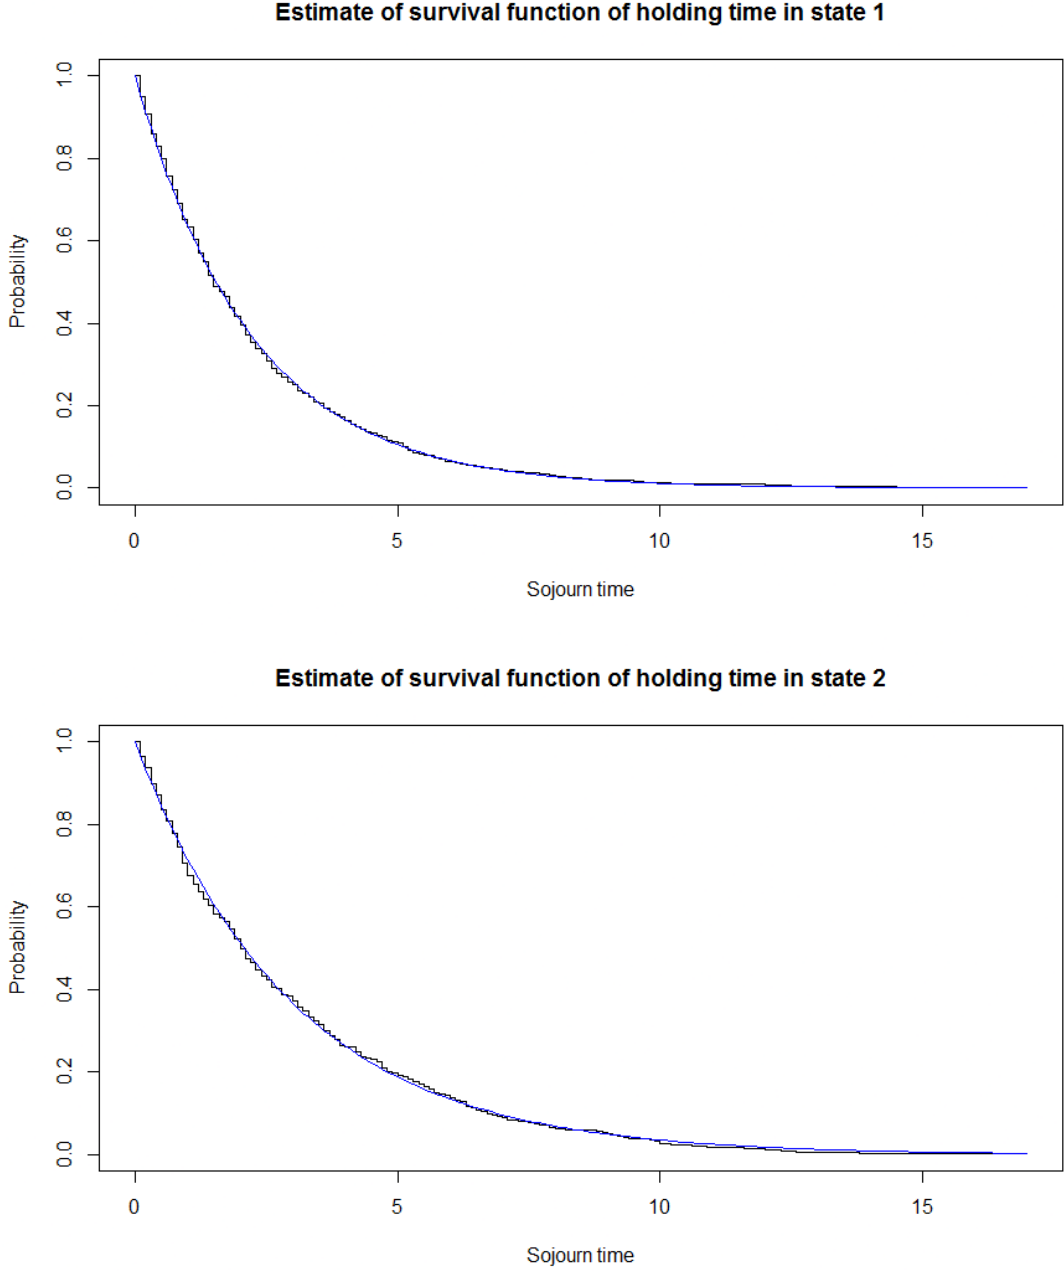 Estimate of survival function of holding time in state 1
1.0
0.8
0.6
0.4
0.2
0.0
Probability
0 5 10 15
Sojourn time
Estimate of survival function of holding time in state 2
1.0
0.8
0.6
0.4
0.2
0.0
Probability
0 5 10 15
Sojourn time